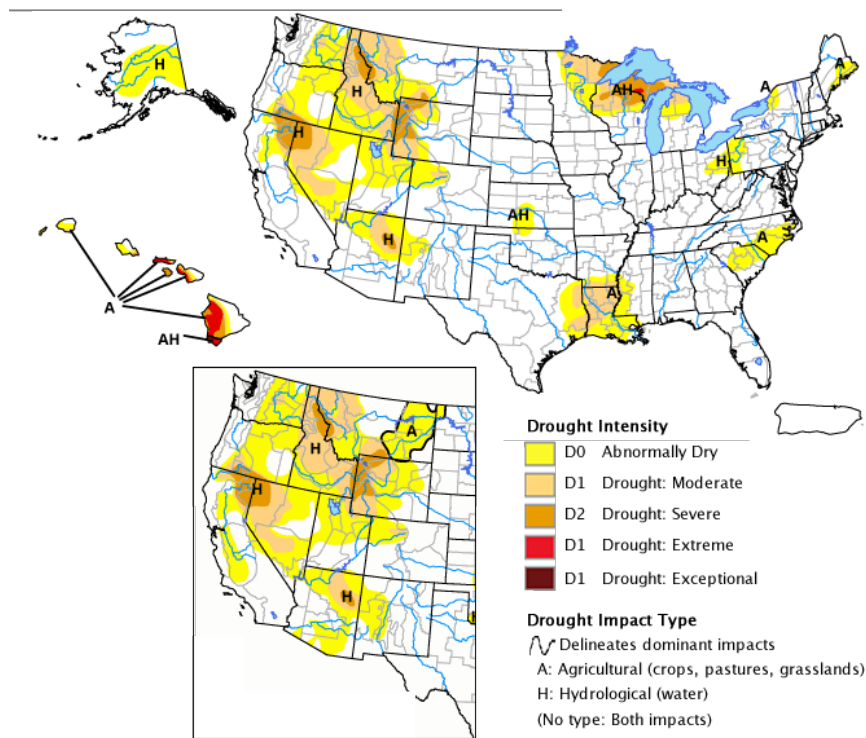 H
H
H
H
AH
AH
A
A
A
H
A
A
A
AH
A
H
H
H
H
Drought Intensity
D0 Abnormally Dry
D1 Drought: Moderate
D2 Drought: Severe
D1 Drought: Extreme
D1 Drought: Exceptional
Drought Impact Type
Delineates dominant impacts
A: Agricultural (crops, pastures, grasslands)
H: Hydrological (water)
(No type: Both impacts)